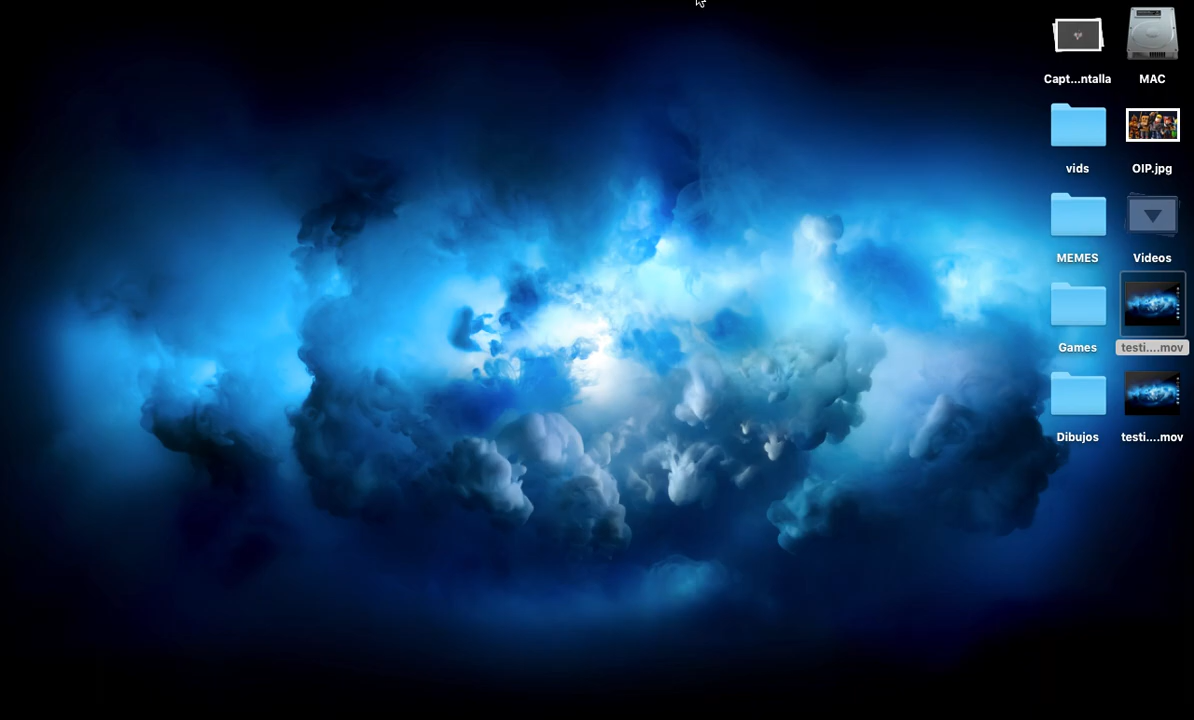 Capt...ntalla
MAC
vids
OIP.jpg
MEMES
Videos
Games
testi....mov
Dibujos
testi....mov